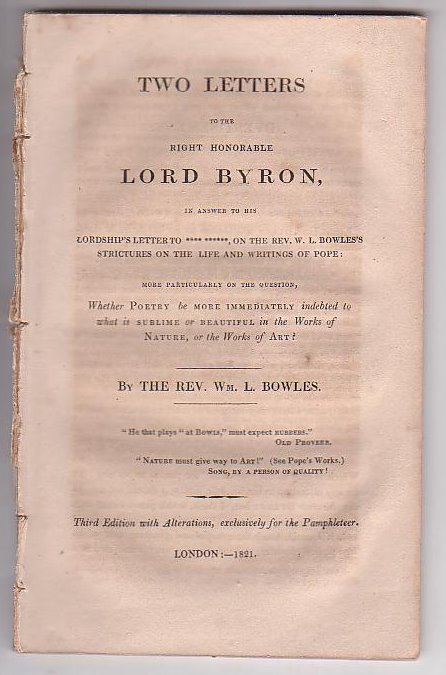 TWO LETTERS
TO THE
RIGHT HONORABLE
LORD BYRON,
IN ANSWER TO HIS
LORDSHIP'S LETTER TO **** ******, ON THE REV. W. L. BOWLES'S
STRICTURES ON THE LIFE AND WRITINGS OF POPE:
MORE PARTICULARLY ON THE QUESTION,
Whether POETRY be MORE IMMEDIATELY indebted to
what is SUBLIME or BEAUTIFUL in the Works of
NATURE, or the Works of ART?
BY THE REV. WM. L. BOWLES.
"He that plays "at BOWLS," must expect RUBBERS."
OLD PROVERB.
"NATURE must give way to ART!" (See Pope's Works.)
SONG, BY A PERSON OF QUALITY!
Third Edition with Alterations, exclusively for the Pamphleteer.
LONDON:—1821.